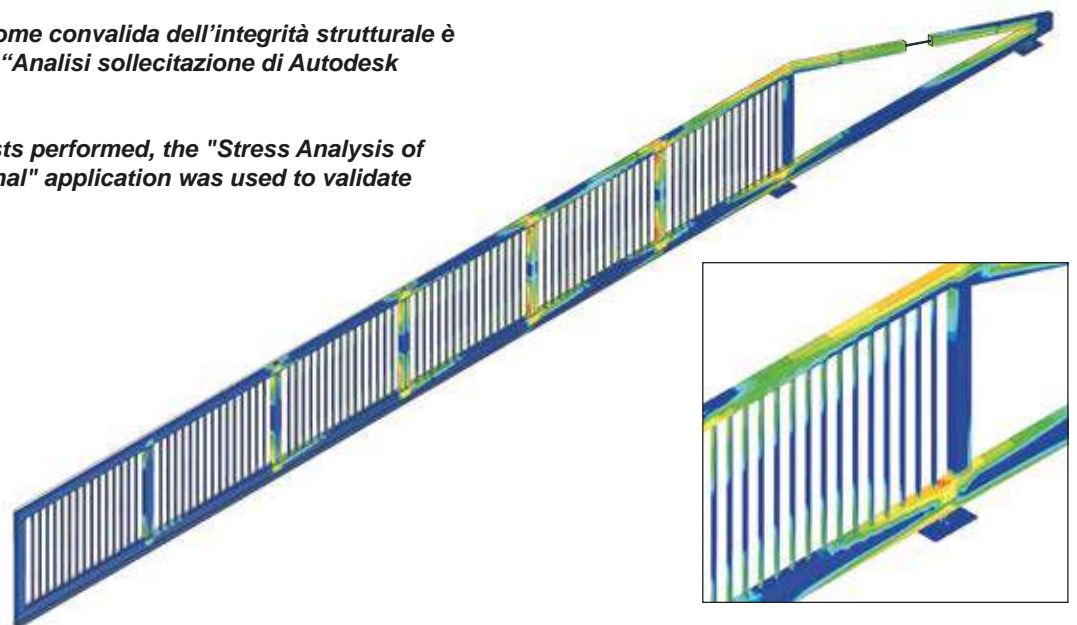 ome convalida dell’integrità strutturale è
“Analisi sollecitazione di Autodesk
sts performed, the "Stress Analysis of
nal" application was used to validate